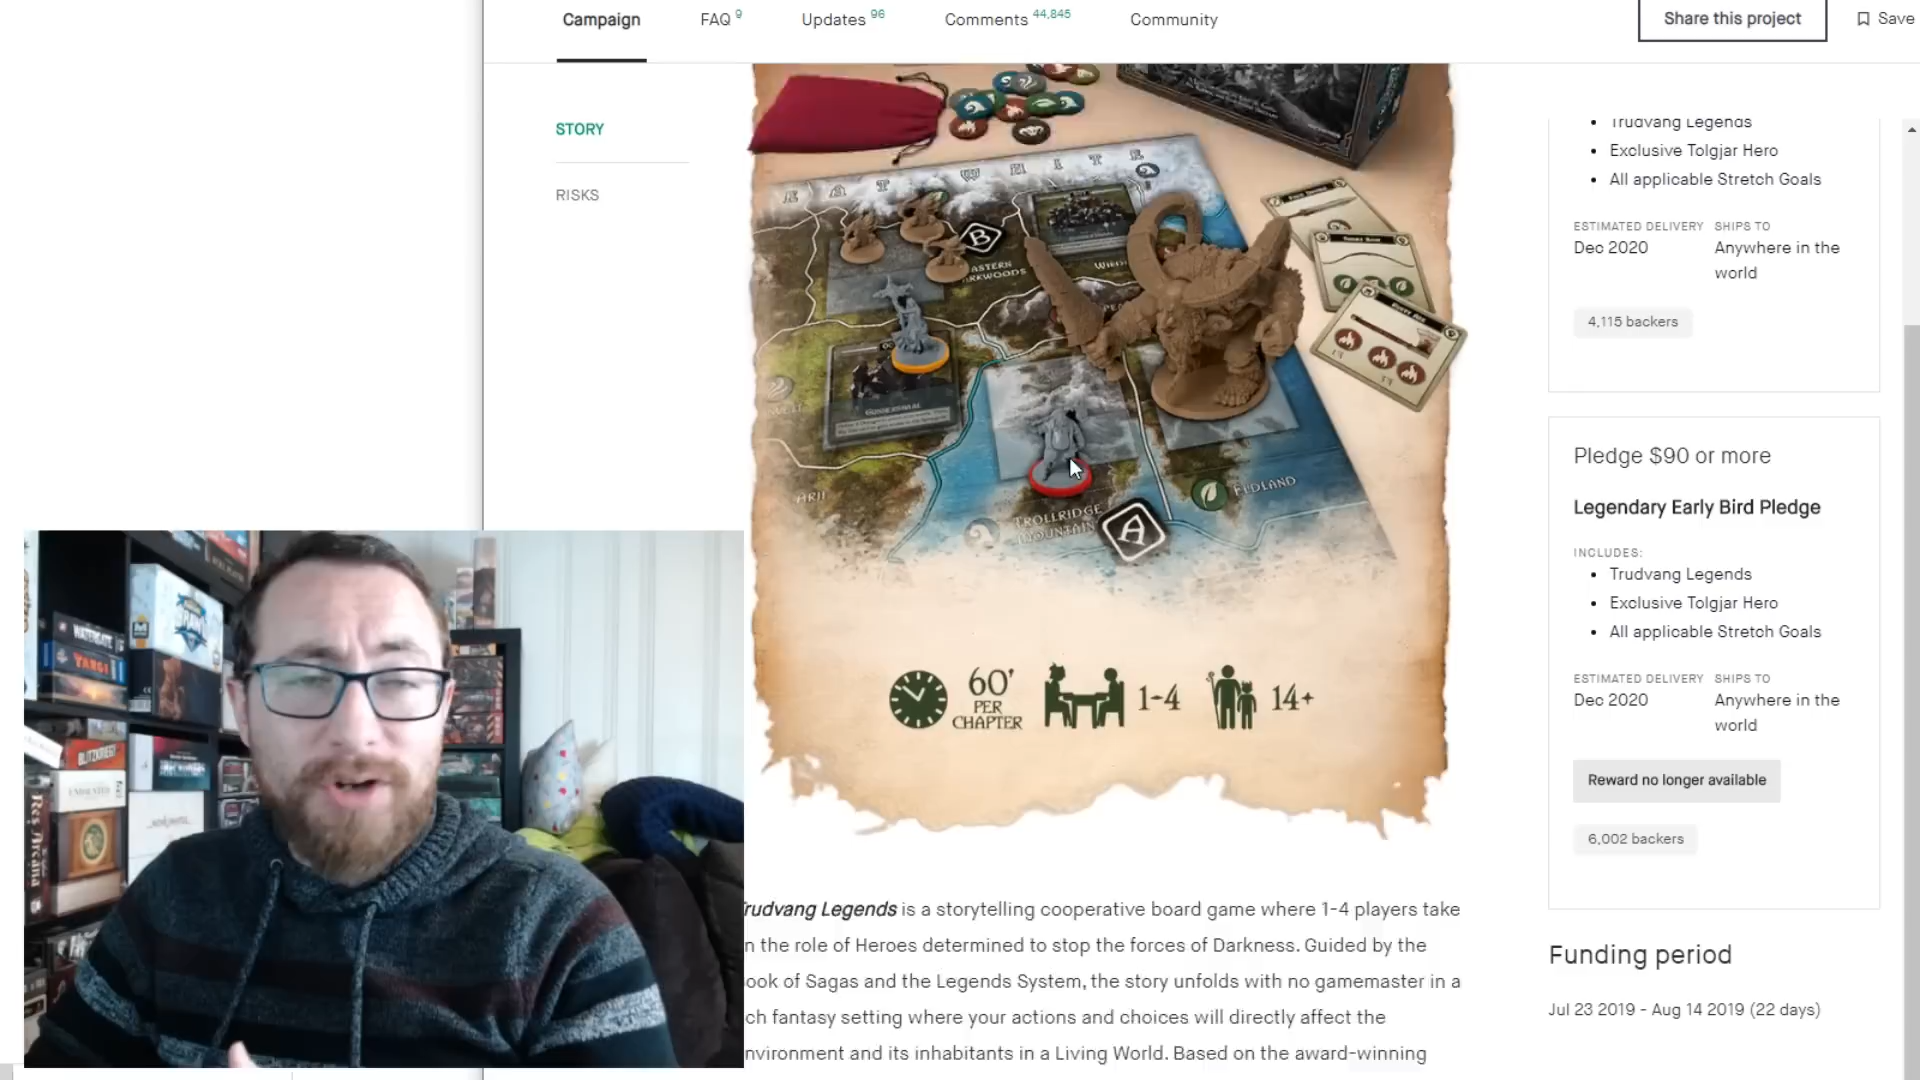 Campaign
FAQ 9
Updates 96
Comments 44,845
Community
Share this project
Save
STORY
RISKS
B
ASTERN
RKWOODS
TROLLRIDGE
MOUNTAIN
A
60'
PER
CHAPTER
1-4
14+
Trudvang Legends
Exclusive Tolgjar Hero
All applicable Stretch Goals
ESTIMATED DELIVERY
Dec 2020
SHIPS TO
Anywhere in the
world
4,115 backers
Pledge $90 or more
Legendary Early Bird Pledge
INCLUDES:
Trudvang Legends
Exclusive Tolgjar Hero
All applicable Stretch Goals
ESTIMATED DELIVERY
Dec 2020
SHIPS TO
Anywhere in the
world
Reward no longer available
6,002 backers
Funding period
Jul 23 2019 - Aug 14 2019 (22 days)
rudvang Legends is a storytelling cooperative board game where 1-4 players take
n the role of Heroes determined to stop the forces of Darkness. Guided by the
ook of Sagas and the Legends System, the story unfolds with no gamemaster in a
ch fantasy setting where your actions and choices will directly affect the
nvironment and its inhabitants in a Living World. Based on the award-winning
WATERGATE
TARGI
BLITZKRIEG!
Res Arcana